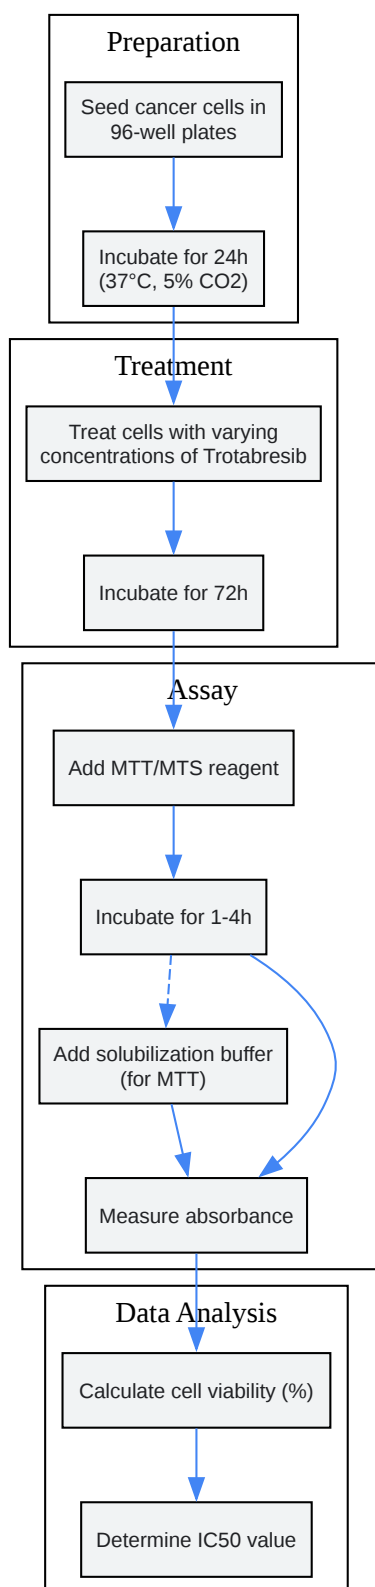 Preparation
Seed cancer cells in
96-well plates
Incubate for 24h
(37°C, 5% CO2)
Treatment
Treat cells with varying
concentrations of Trotabresib
Incubate for 72h
Assay
Add MTT/MTS reagent
Incubate for 1-4h
Add solubilization buffer
(for MTT)
Measure absorbance
Data Analysis
Calculate cell viability (%)
Determine IC50 value